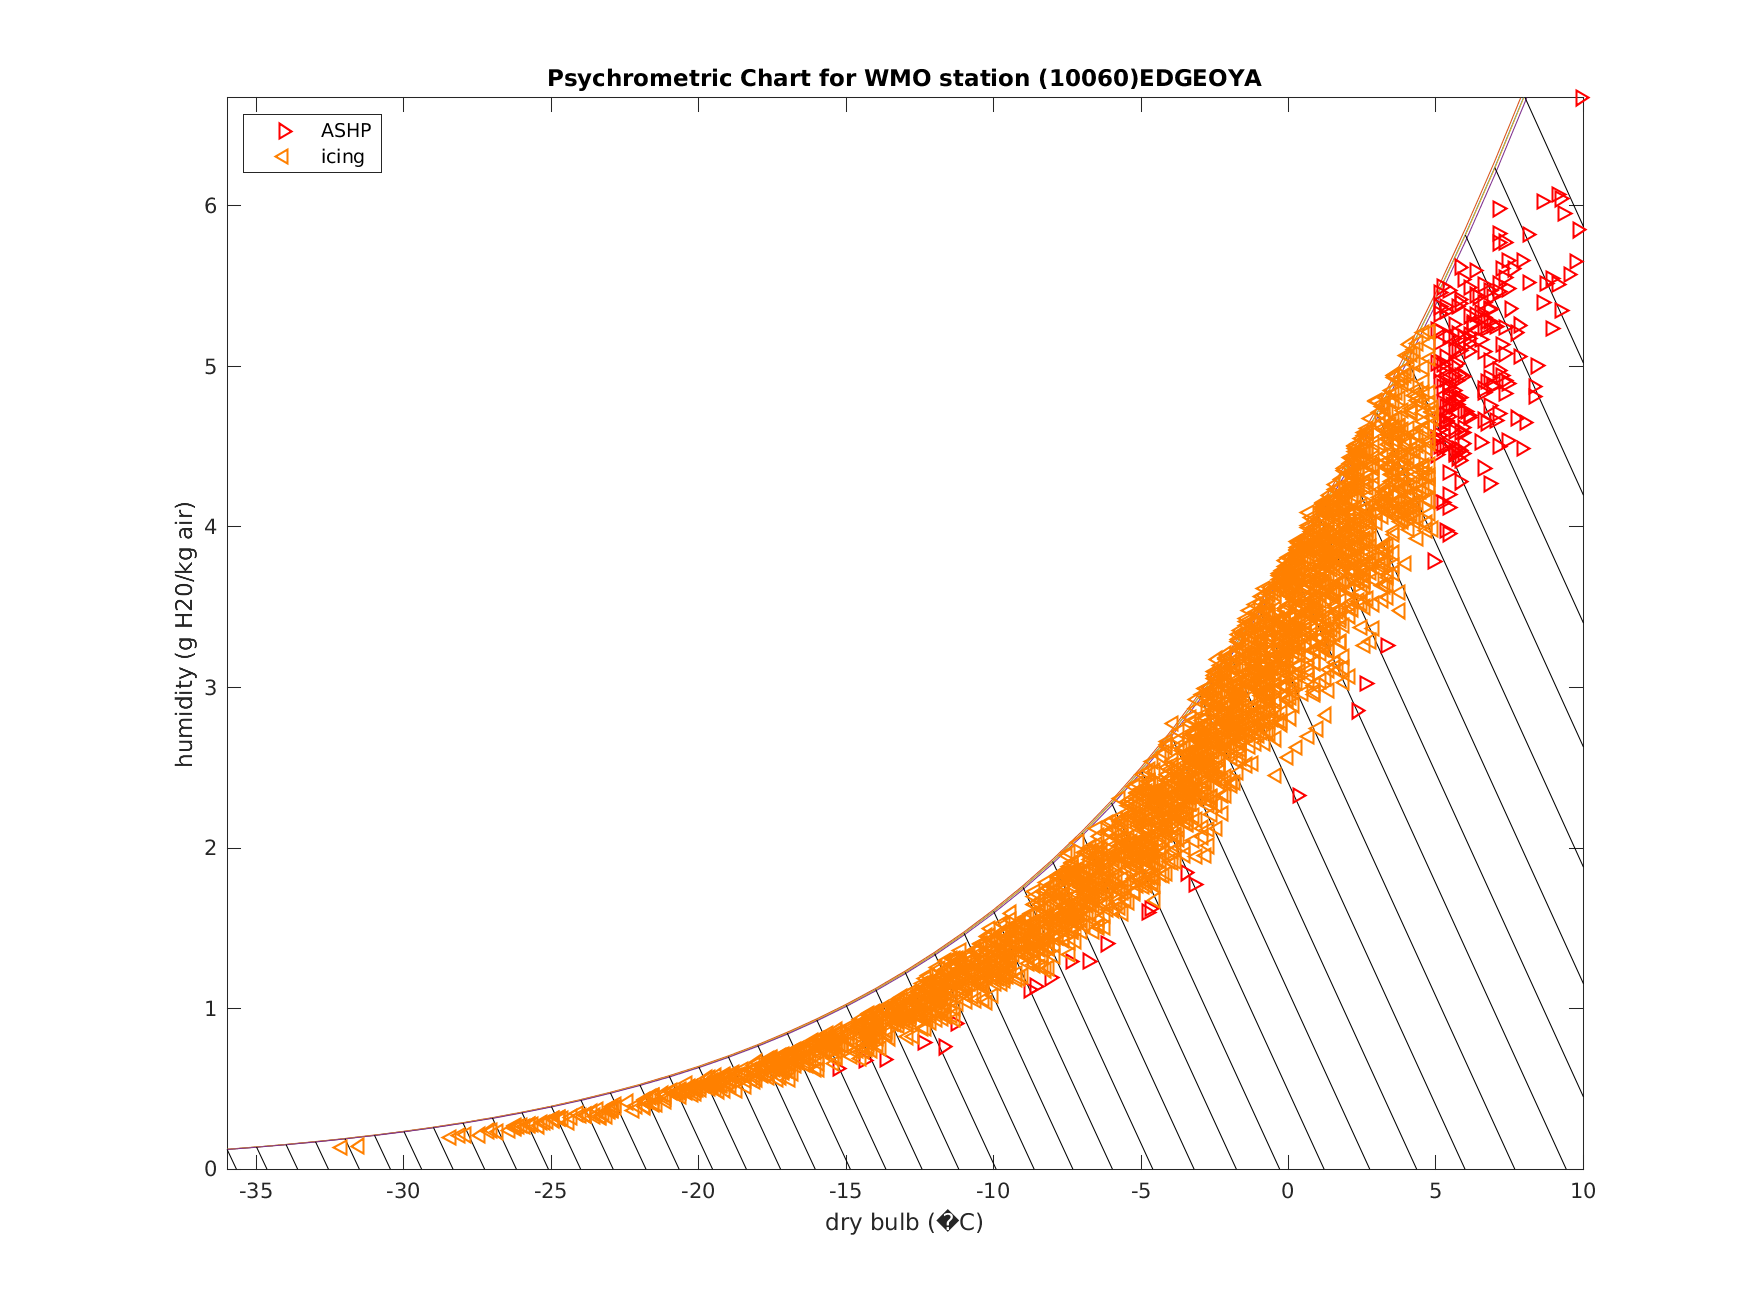 Psychrometric Chart for WMO station (10060)EDGEOYA
ASHP
icing
humidity (g H20/kg air)
6
5
4
3
2
1
0
-35 -30 -25 -20 -15 -10 -5 0 5 10
dry bulb (�C)